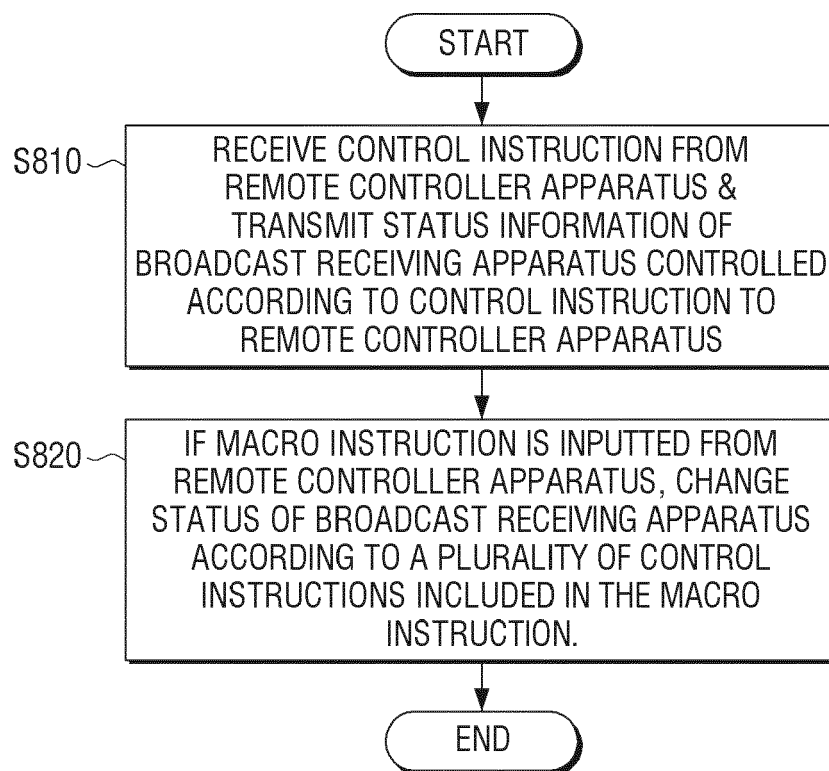 START
S810
RECEIVE CONTROL INSTRUCTION FROM
REMOTE CONTROLLER APPARATUS &
TRANSMIT STATUS INFORMATION OF
BROADCAST RECEIVING APPARATUS CONTROLLED
ACCORDING TO CONTROL INSTRUCTION TO
REMOTE CONTROLLER APPARATUS
S820
IF MACRO INSTRUCTION IS INPUTTED FROM
REMOTE CONTROLLER APPARATUS, CHANGE
STATUS OF BROADCAST RECEIVING APPARATUS
ACCORDING TO A PLURALITY OF CONTROL
INSTRUCTIONS INCLUDED IN THE MACRO
INSTRUCTION.
END